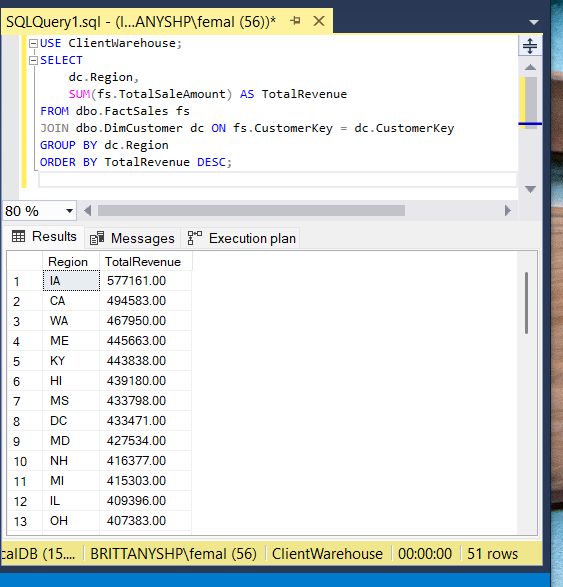 SQLQuery1.sql - (l...ANYSHP\femal (56))*
USE ClientWarehouse;
SELECT
dc.Region,
SUM(fs.TotalSaleAmount) AS TotalRevenue
FROM dbo.FactSales fs
JOIN dbo.DimCustomer dc ON fs.CustomerKey = dc.CustomerKey
GROUP BY dc.Region
ORDER BY TotalRevenue DESC;
80 %
Results Messages Execution plan
Region TotalRevenue
1 IA 577161.00
2 CA 494583.00
3 WA 467950.00
4 ME 445663.00
5 KY 443838.00
6 HI 439180.00
7 MS 433798.00
8 DC 433471.00
9 MD 427534.00
10 NH 416377.00
11 MI 415303.00
12 IL 409396.00
13 OH 407383.00
calDB (15.... BRITTANYSHP\femal (56) ClientWarehouse 00:00:00 51 rows